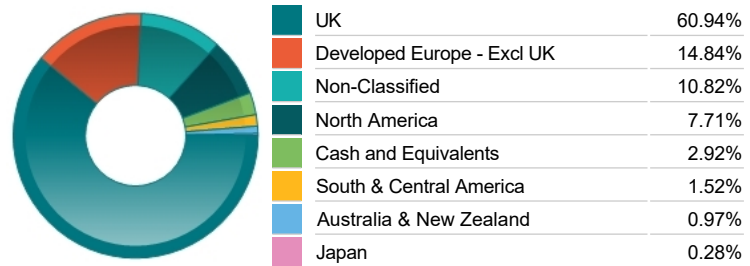 UK 60.94%
Developed Europe - Excl UK 14.84%
Non-Classified 10.82%
North America 7.71%
Cash and Equivalents 2.92%
South & Central America 1.52%
Australia & New Zealand 0.97%
Japan 0.28%